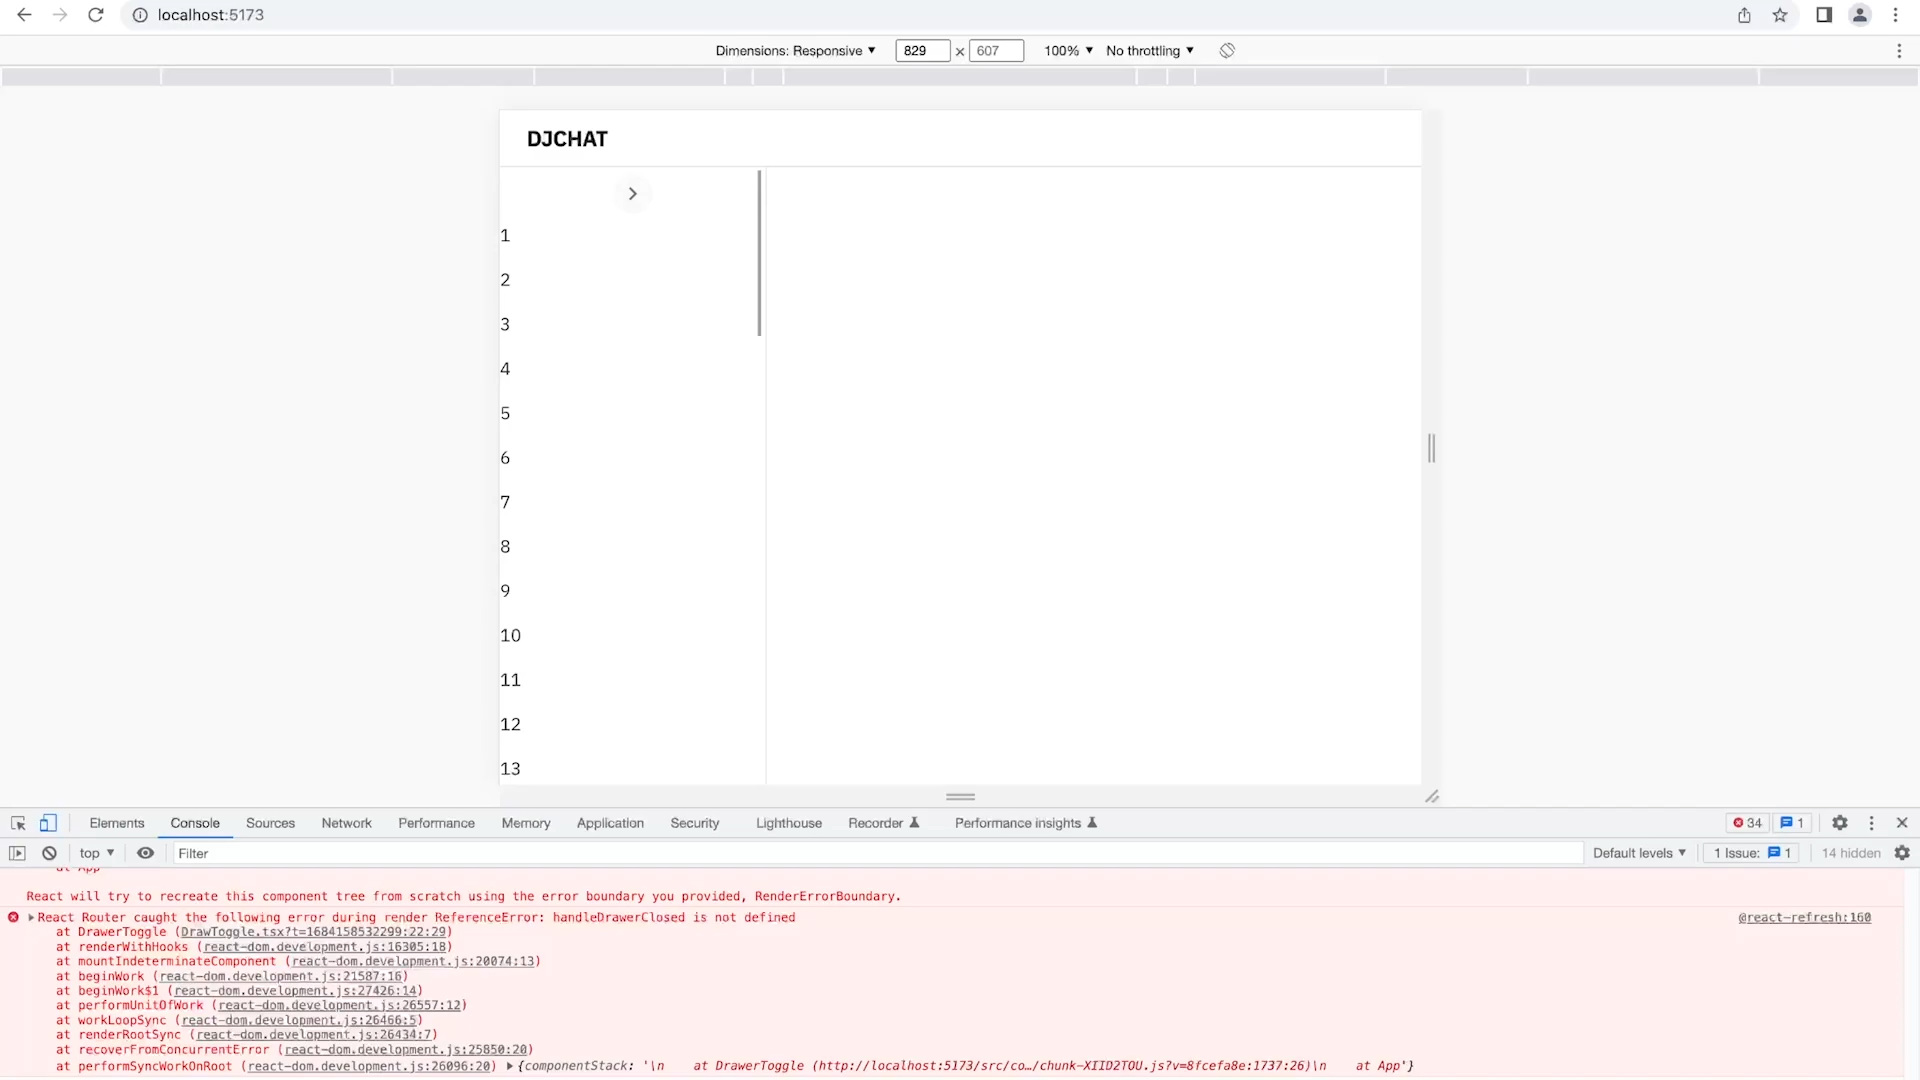 localhost:5173
Dimensions: Responsive ▼ 829 × 607 100% ▼ No throttling ▼
DJCHAT
1
2
3
4
5
6
7
8
9
10
11
12
13
Elements Console Sources Network Performance Memory Application Security Lighthouse Recorder Performance insights 34 1
top ▼ Filter Default levels ▼ 1 Issue: 1 14 hidden
at App
React will try to recreate this component tree from scratch using the error boundary you provided, RenderErrorBoundary.
React Router caught the following error during render ReferenceError: handleDrawerClosed is not defined @react-refresh:160
at DrawerToggle (DrawToggle.tsx?t=1684158532299:22:29)
at renderWithHooks (react-dom.development.js:16305:18)
at mountIndeterminateComponent (react-dom.development.js:20074:13)
at beginWork (react-dom.development.js:21587:16)
at beginWork$1 (react-dom.development.js:27426:14)
at performUnitOfWork (react-dom.development.js:26557:12)
at workLoopSync (react-dom.development.js:26466:5)
at renderRootSync (react-dom.development.js:26434:7)
at recoverFromConcurrentError (react-dom.development.js:25850:20)
at performSyncWorkOnRoot (react-dom.development.js:26096:20) ▶ {componentStack: '\n    at DrawerToggle (http://localhost:5173/src/co…/chunk-XIID2TOU.js?v=8fcefa8e:1737:26)\n    at App'}